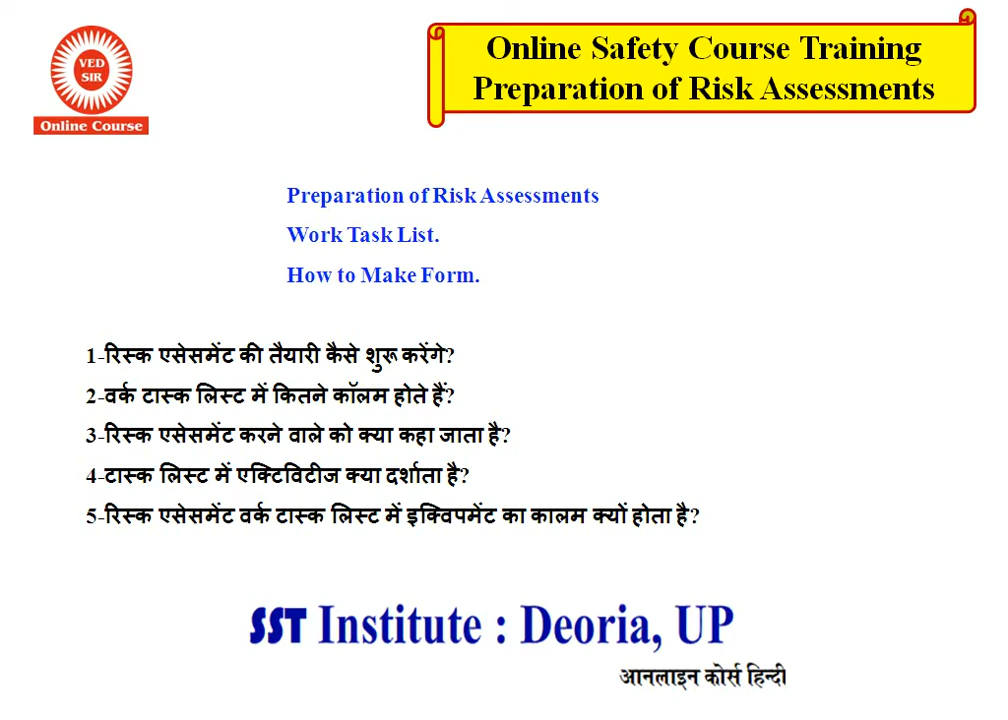 VED
SIR
Online Course
Online Safety Course Training
Preparation of Risk Assessments
Preparation of Risk Assessments
Work Task List.
How to Make Form.
1-रिस्क एसेसमेंट की तैयारी कैसे शुरू करेंगे?
2-वर्क टास्क लिस्ट में कितने कॉलम होते हैं?
3-रिस्क एसेसमेंट करने वाले को क्या कहा जाता है?
4-टास्क लिस्ट में एक्टिविटीज क्या दर्शाता है?
5-रिस्क एसेसमेंट वर्क टास्क लिस्ट में इक्विपमेंट का कालम क्यों होता है?
SST Institute : Deoria, UP
आनलाइन कोर्स हिन्दी